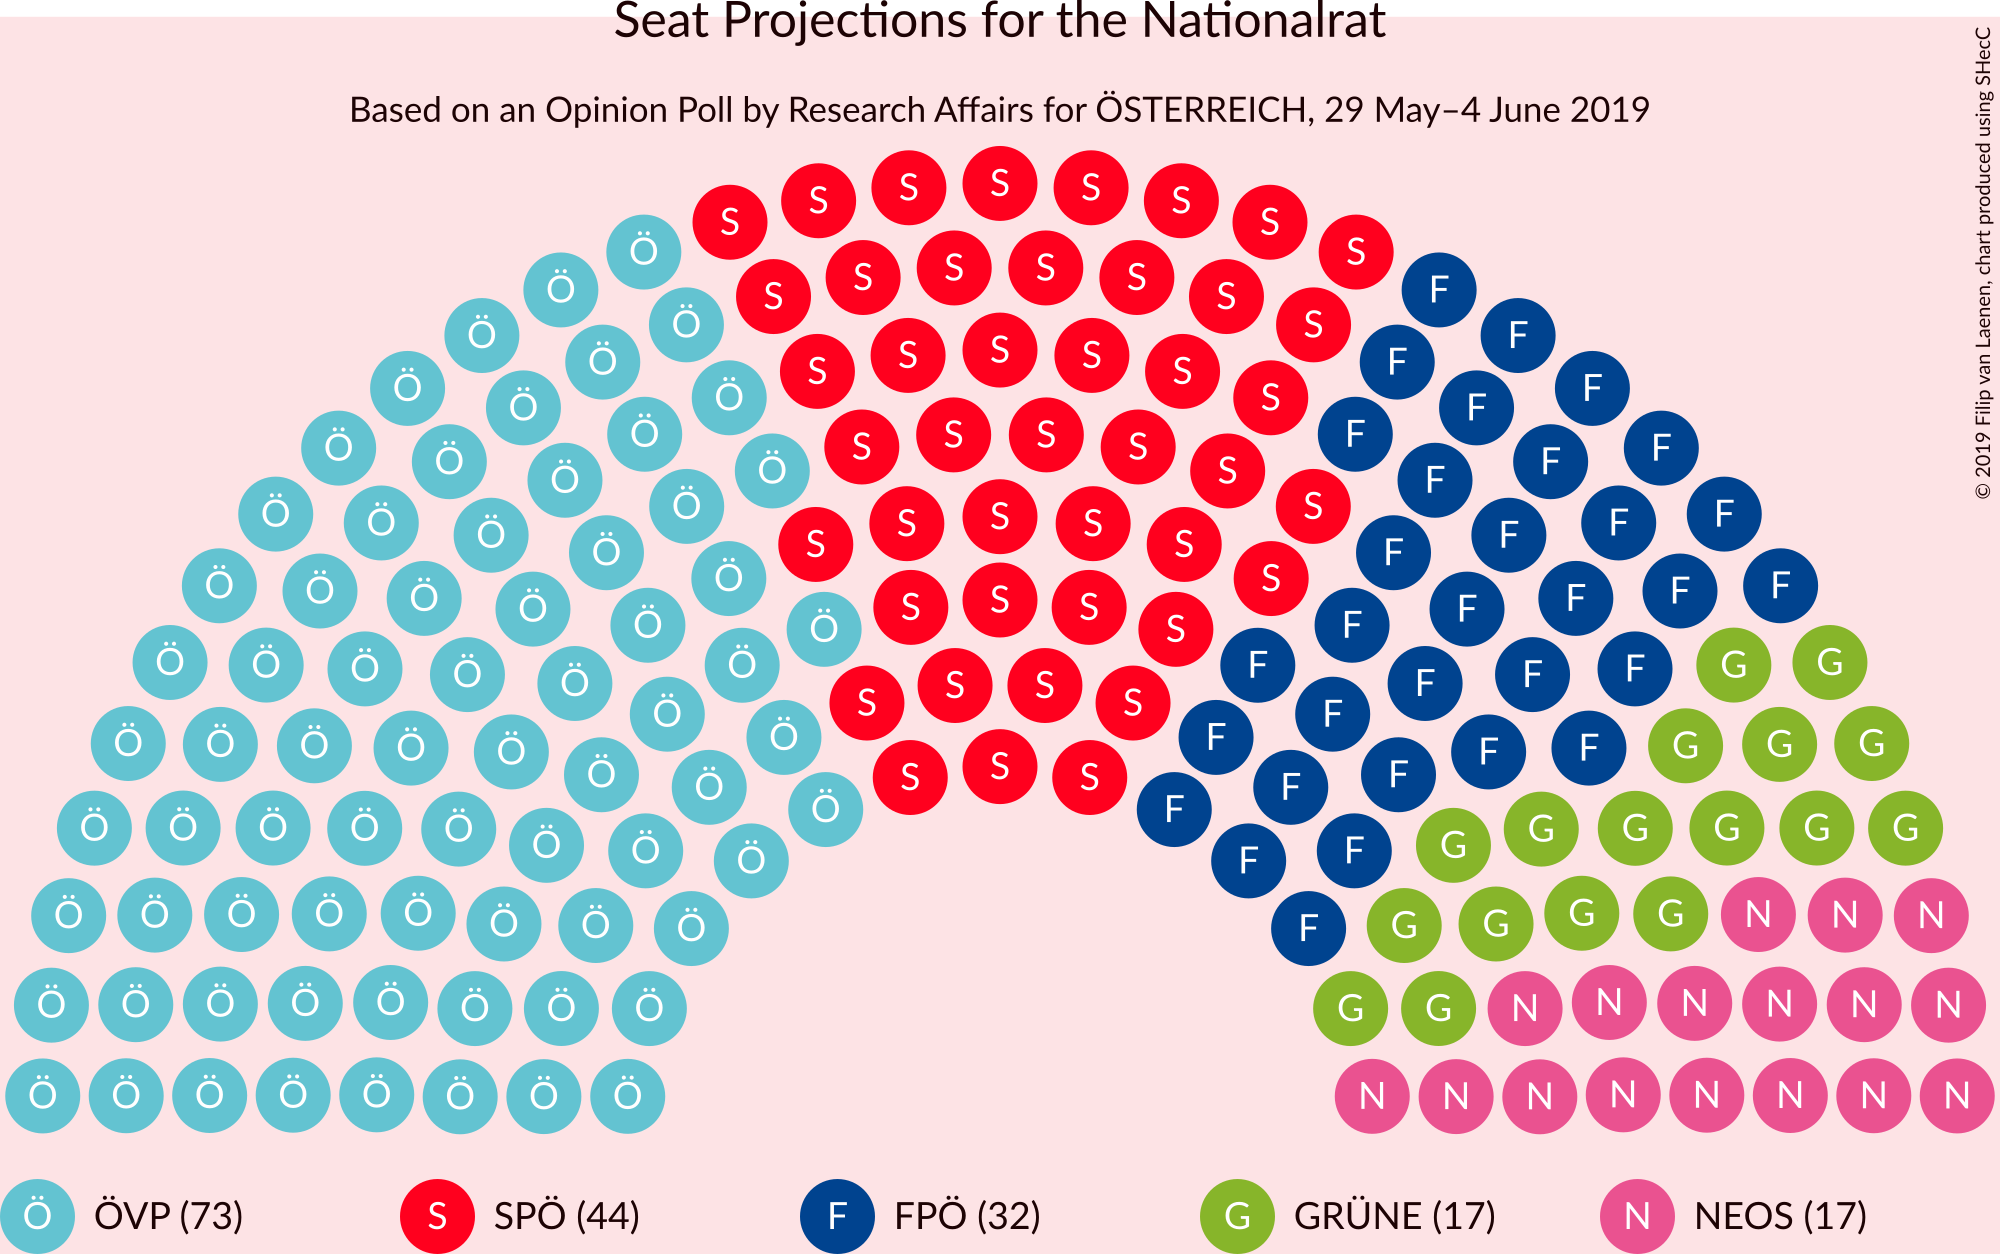 Seat Projections for the Nationalrat
Based on an Opinion Poll by Research Affairs for ÖSTERREICH, 29 May–4 June 2019
© 2019 Filip van Laenen, chart produced using SHecC
Ö ÖVP (73) S SPÖ (44) F FPÖ (32) G GRÜNE (17) N NEOS (17)